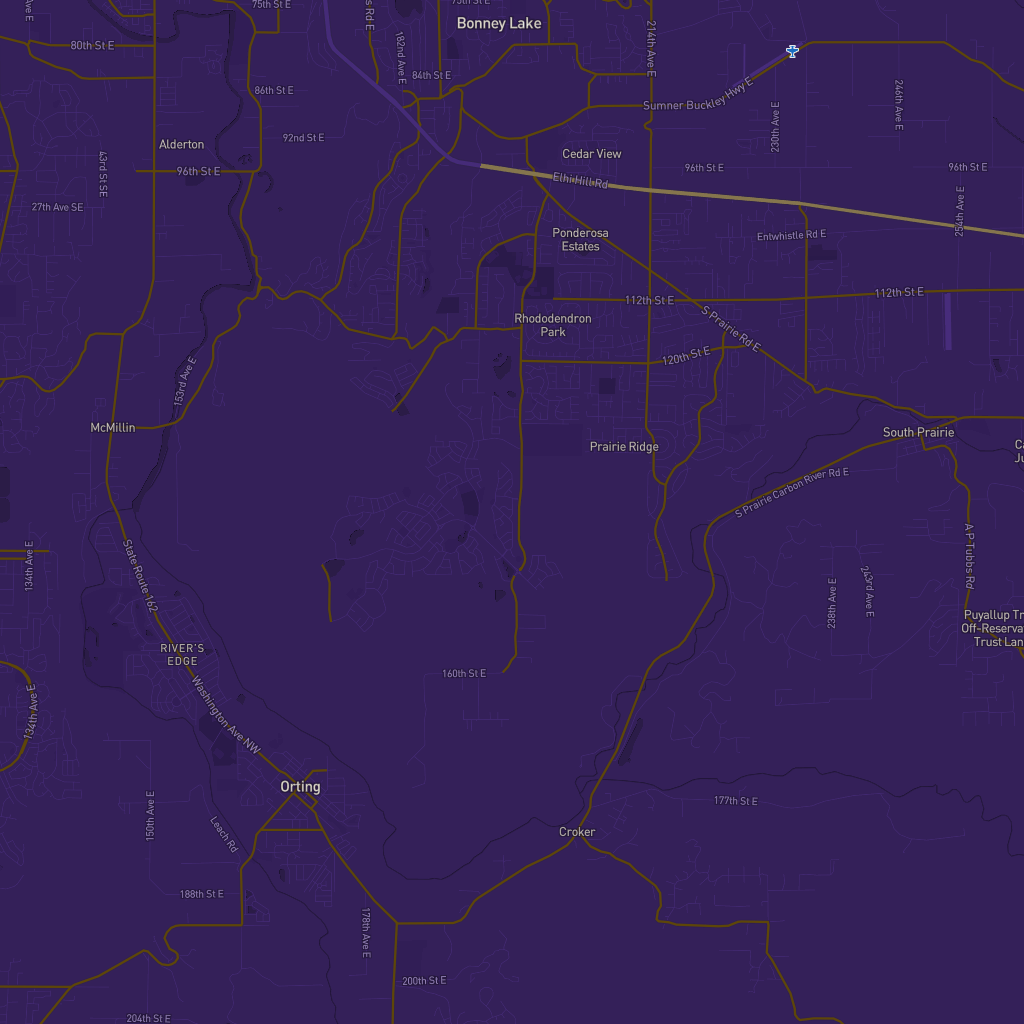 75th St E
75th St E
Bonney Lake
80th St E
182nd Ave E
214th Ave E
84th St E
86th St E
Sumner Buckley Hwy E
246th Ave E
230th Ave E
92nd St E
Alderton
Cedar View
43rd St SE
96th St E
96th St E
96th St E
Elhi Hill Rd
27th Ave SE
254th Ave E
Ponderosa
Estates
Entwhistle Rd E
112th St E
112th St E
Rhododendron
Park
S Prairie Rd E
120th St E
153rd Ave E
McMillin
Prairie Ridge
South Prairie
S Prairie Carbon River Rd E
134th Ave E
State Route 162
A P Tubbs Rd
238th Ave E
243rd Ave E
Puyallup Tr
Off-Reserva
Trust Lan
RIVER'S
EDGE
160th St E
134th Ave E
Washington Ave NW
Orting
177th St E
150th Ave E
Leach Rd
Croker
188th St E
178th Ave E
200th St E
204th St E